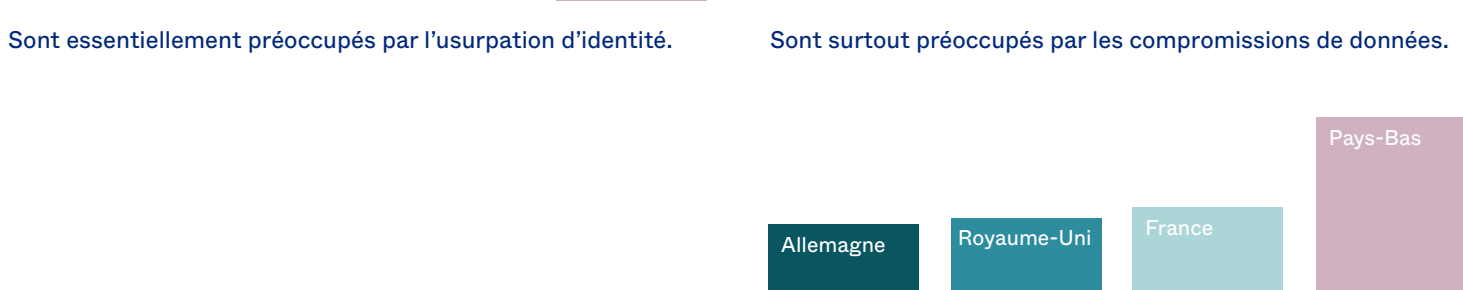 Sont essentiellement préoccupés par l’usurpation d’identité.
Sont surtout préoccupés par les compromissions de données.
Allemagne
Royaume-Uni
France
Pays-Bas